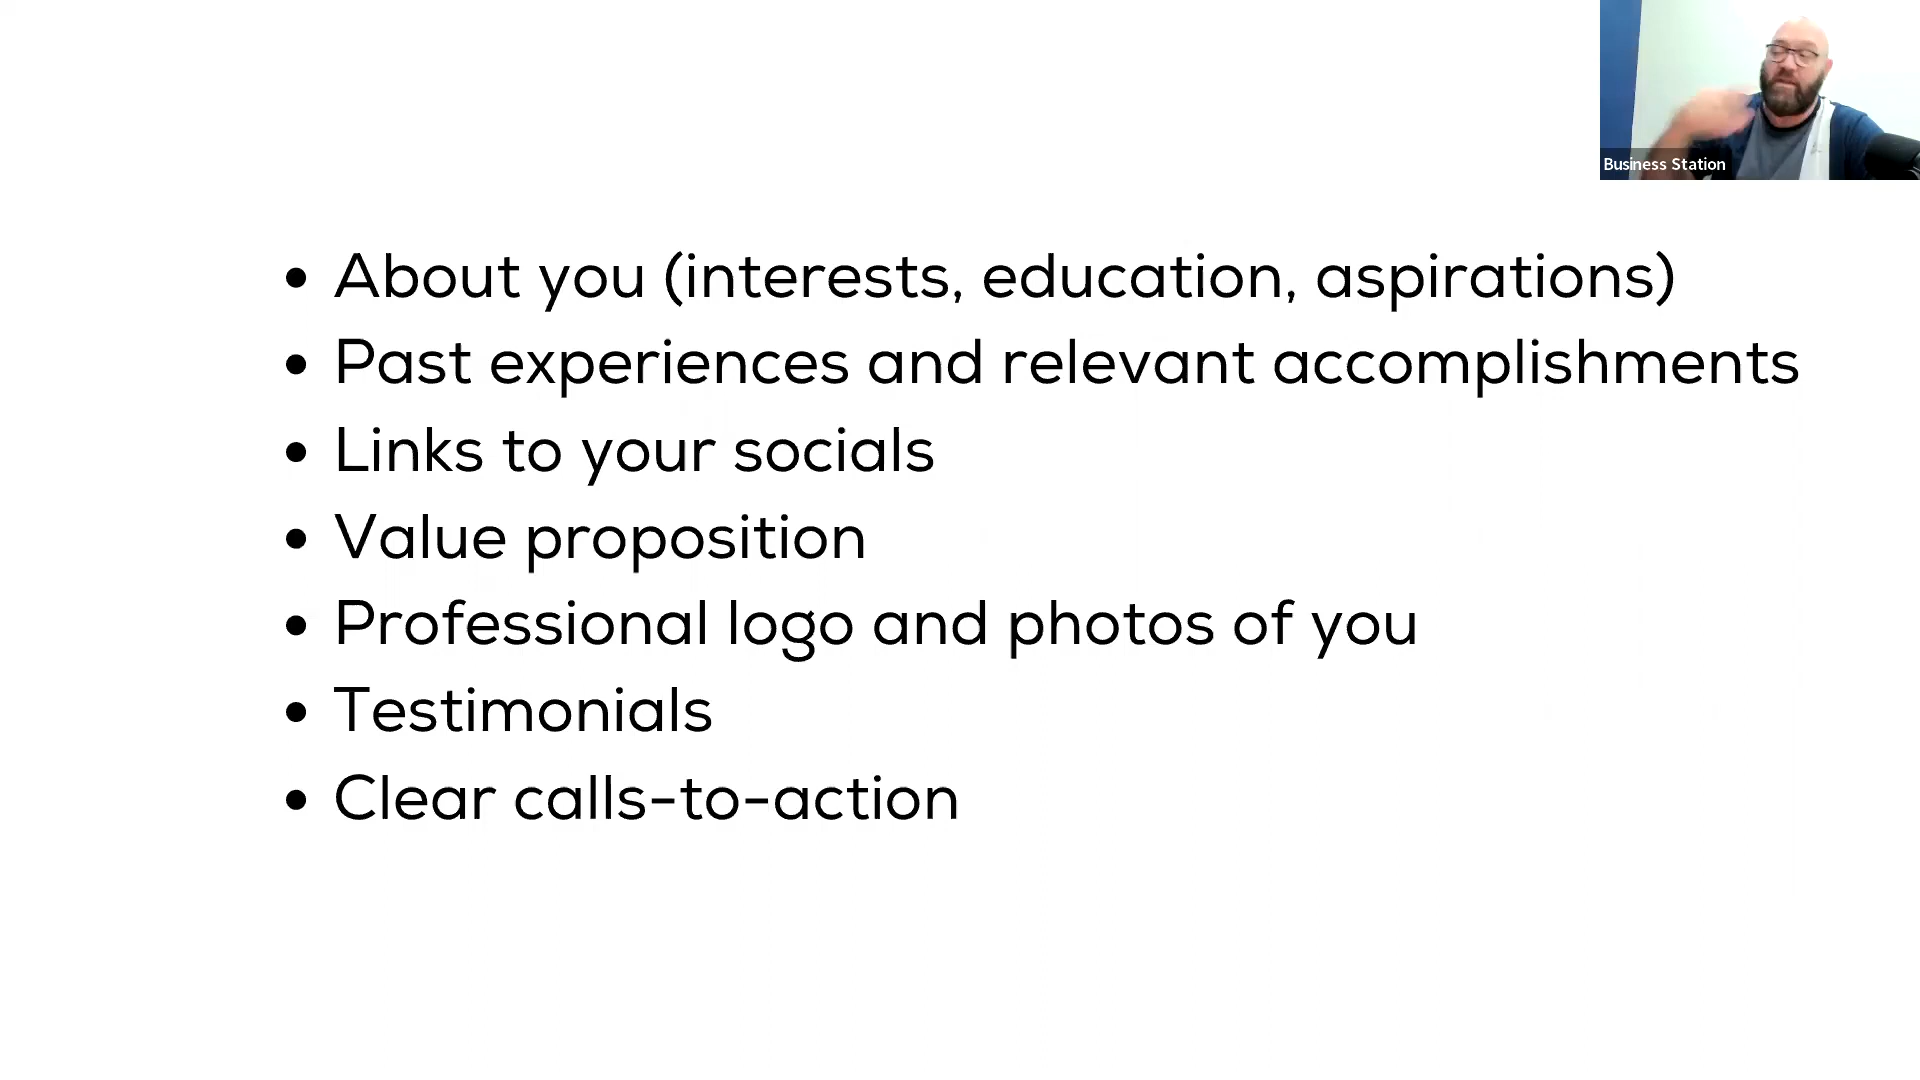 Business Station
• About you (interests, education, aspirations)
• Past experiences and relevant accomplishments
• Links to your socials
• Value proposition
• Professional logo and photos of you
• Testimonials
• Clear calls-to-action